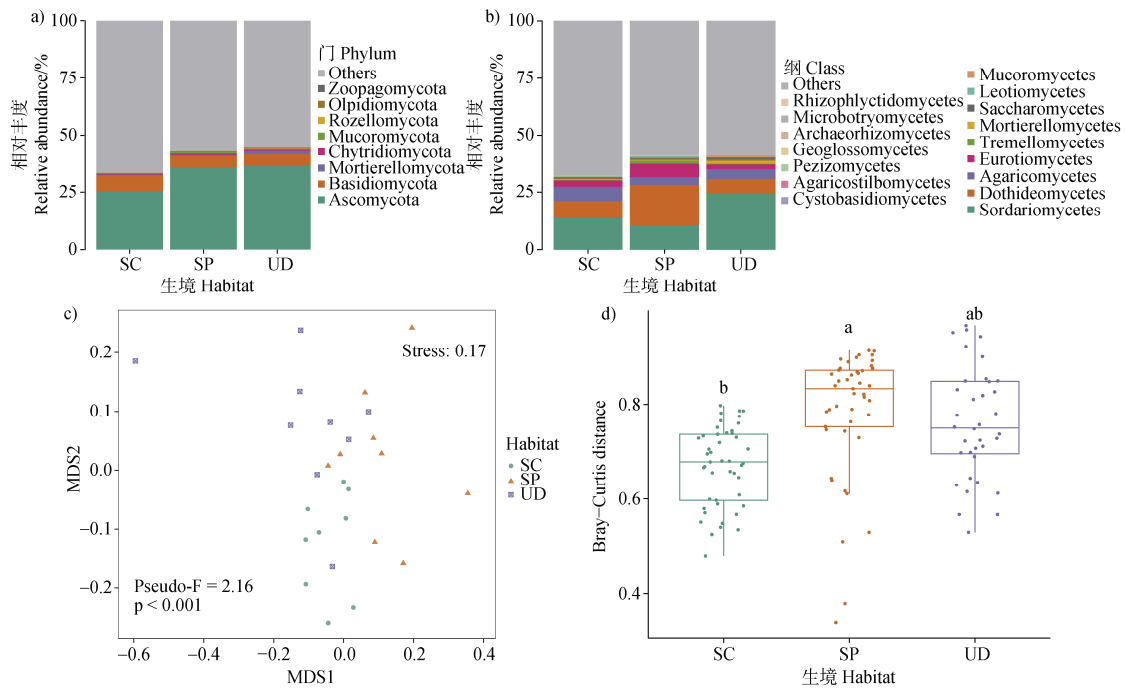 a)
100
75
50
25
0
相对丰度
Relative abundance/%
SC SP UD
生境 Habitat
门 Phylum
Others
Zoopagomycota
Olpidiomycota
Rozellomycota
Mucoromycota
Chytridiomycota
Mortierellomycota
Basidiomycota
Ascomycota
b)
100
75
50
25
0
相对丰度
Relative abundance/%
SC SP UD
生境 Habitat
纲 Class
Others
Rhizophlyctidomycetes
Microbotryomycetes
Archaeorhizomycetes
Geoglossomycetes
Pezizomycetes
Agaricostilbomycetes
Cystobasidiomycetes
Mucoromycetes
Leotiomycetes
Saccharomycetes
Mortierellomycetes
Tremellomycetes
Eurotiomycetes
Agaricomycetes
Dothideomycetes
Sordariomycetes
c)
Stress: 0.17
0.2
0.1
0.0
−0.1
−0.2
MDS2
Pseudo-F = 2.16
p < 0.001
−0.6 −0.4 −0.2 0.0 0.2 0.4
MDS1
Habitat
SC
SP
UD
d)
b
a
ab
0.8
0.6
0.4
Bray−Curtis distance
SC SP UD
生境 Habitat